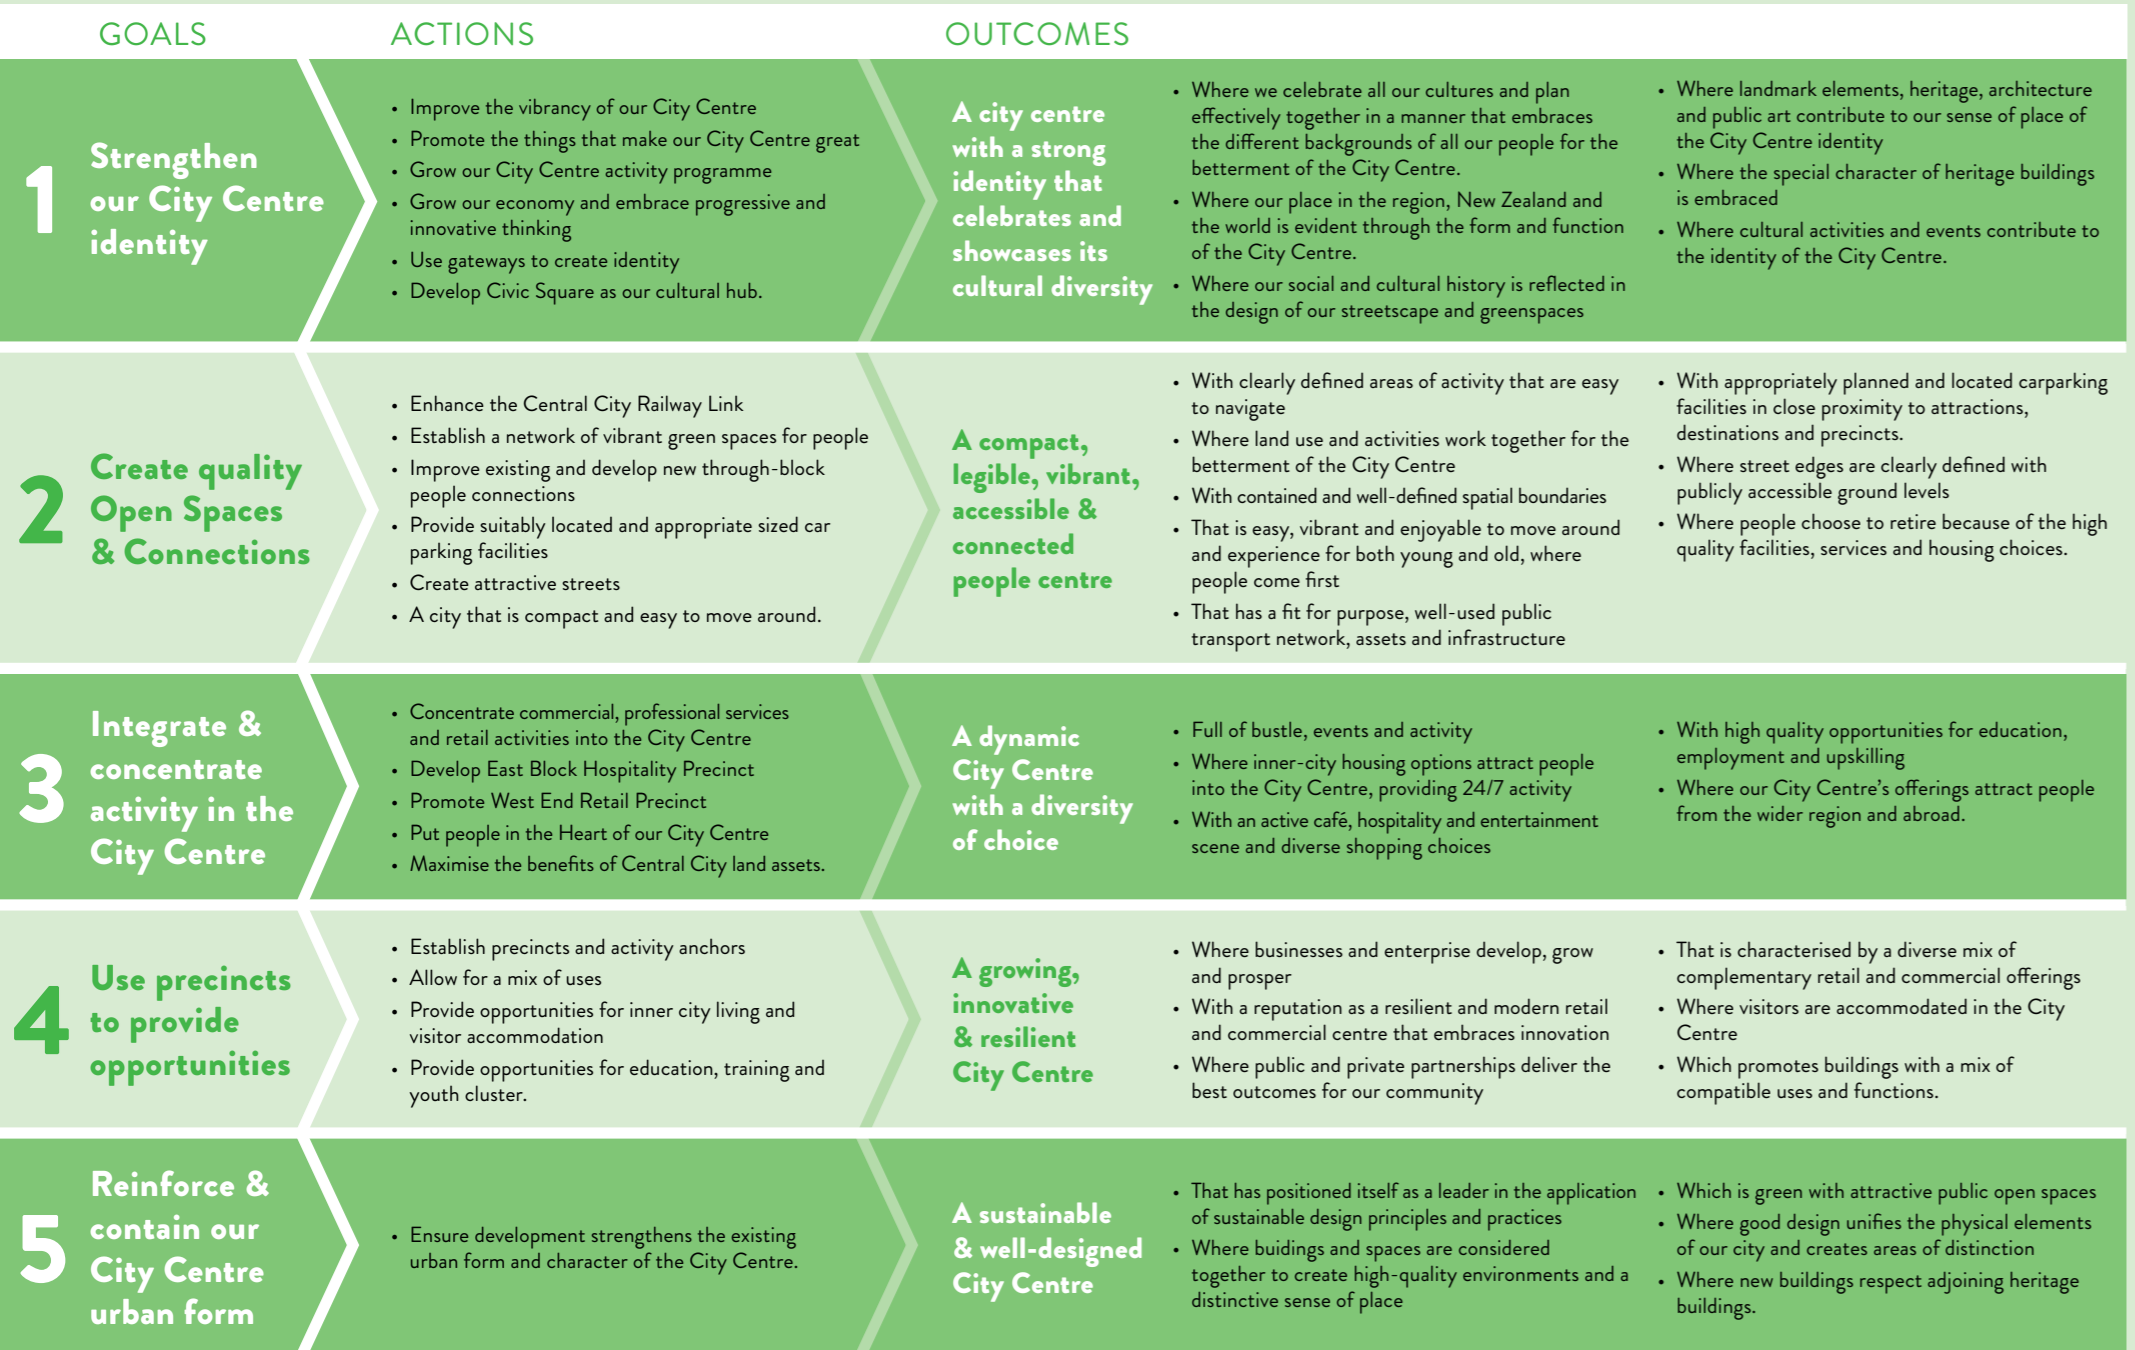 GOALS
ACTIONS
OUTCOMES
1
Strengthen
our City Centre
identity
• Improve the vibrancy of our City Centre
• Promote the things that make our City Centre great
• Grow our City Centre activity programme
• Grow our economy and embrace progressive and
innovative thinking
• Use gateways to create identity
• Develop Civic Square as our cultural hub.
A city centre
with a strong
identity that
celebrates and
showcases its
cultural diversity
• Where we celebrate all our cultures and plan
effectively together in a manner that embraces
the different backgrounds of all our people for the
betterment of the City Centre.
• Where our place in the region, New Zealand and
the world is evident through the form and function
of the City Centre.
• Where our social and cultural history is reflected in
the design of our streetscape and greenspaces
• Where landmark elements, heritage, architecture
and public art contribute to our sense of place of
the City Centre identity
• Where the special character of heritage buildings
is embraced
• Where cultural activities and events contribute to
the identity of the City Centre.
2
Create quality
Open Spaces
& Connections
• Enhance the Central City Railway Link
• Establish a network of vibrant green spaces for people
• Improve existing and develop new through-block
people connections
• Provide suitably located and appropriate sized car
parking facilities
• Create attractive streets
• A city that is compact and easy to move around.
A compact,
legible, vibrant,
accessible &
connected
people centre
• With clearly defined areas of activity that are easy
to navigate
• Where land use and activities work together for the
betterment of the City Centre
• With contained and well-defined spatial boundaries
• That is easy, vibrant and enjoyable to move around
and experience for both young and old, where
people come first
• That has a fit for purpose, well-used public
transport network, assets and infrastructure
• With appropriately planned and located carparking
facilities in close proximity to attractions,
destinations and precincts.
• Where street edges are clearly defined with
publicly accessible ground levels
• Where people choose to retire because of the high
quality facilities, services and housing choices.
3
Integrate &
concentrate
activity in the
City Centre
• Concentrate commercial, professional services
and retail activities into the City Centre
• Develop East Block Hospitality Precinct
• Promote West End Retail Precinct
• Put people in the Heart of our City Centre
• Maximise the benefits of Central City land assets.
A dynamic
City Centre
with a diversity
of choice
• Full of bustle, events and activity
• Where inner-city housing options attract people
into the City Centre, providing 24/7 activity
• With an active café, hospitality and entertainment
scene and diverse shopping choices
• With high quality opportunities for education,
employment and upskilling
• Where our City Centre’s offerings attract people
from the wider region and abroad.
4
Use precincts
to provide
opportunities
• Establish precincts and activity anchors
• Allow for a mix of uses
• Provide opportunities for inner city living and
visitor accommodation
• Provide opportunities for education, training and
youth cluster.
A growing,
innovative
& resilient
City Centre
• Where businesses and enterprise develop, grow
and prosper
• With a reputation as a resilient and modern retail
and commercial centre that embraces innovation
• Where public and private partnerships deliver the
best outcomes for our community
• That is characterised by a diverse mix of
complementary retail and commercial offerings
• Where visitors are accommodated in the City
Centre
• Which promotes buildings with a mix of
compatible uses and functions.
5
Reinforce &
contain our
City Centre
urban form
• Ensure development strengthens the existing
urban form and character of the City Centre.
A sustainable
& well-designed
City Centre
• That has positioned itself as a leader in the application
of sustainable design principles and practices
• Where buidings and spaces are considered
together to create high-quality environments and a
distinctive sense of place
• Which is green with attractive public open spaces
• Where good design unifies the physical elements
of our city and creates areas of distinction
• Where new buildings respect adjoining heritage
buildings.